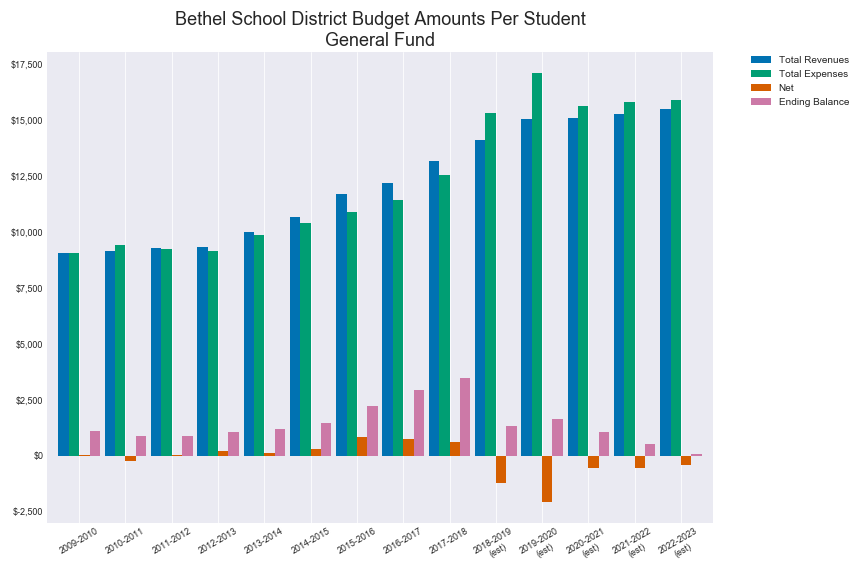 Bethel School District Budget Amounts Per Student
General Fund
Total Revenues
Total Expenses
Net
Ending Balance
$17,500
$15,000
$12,500
$10,000
$7,500
$5,000
$2,500
$0
$-2,500
2009-2010
2010-2011
2011-2012
2012-2013
2013-2014
2014-2015
2015-2016
2016-2017
2017-2018
2018-2019
(est)
2019-2020
(est)
2020-2021
(est)
2021-2022
(est)
2022-2023
(est)